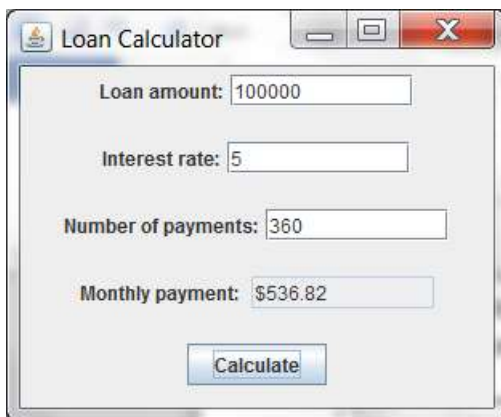 Loan Calculator
Loan amount: 100000
Interest rate: 5
Number of payments: 360
Monthly payment: $536.82
Calculate